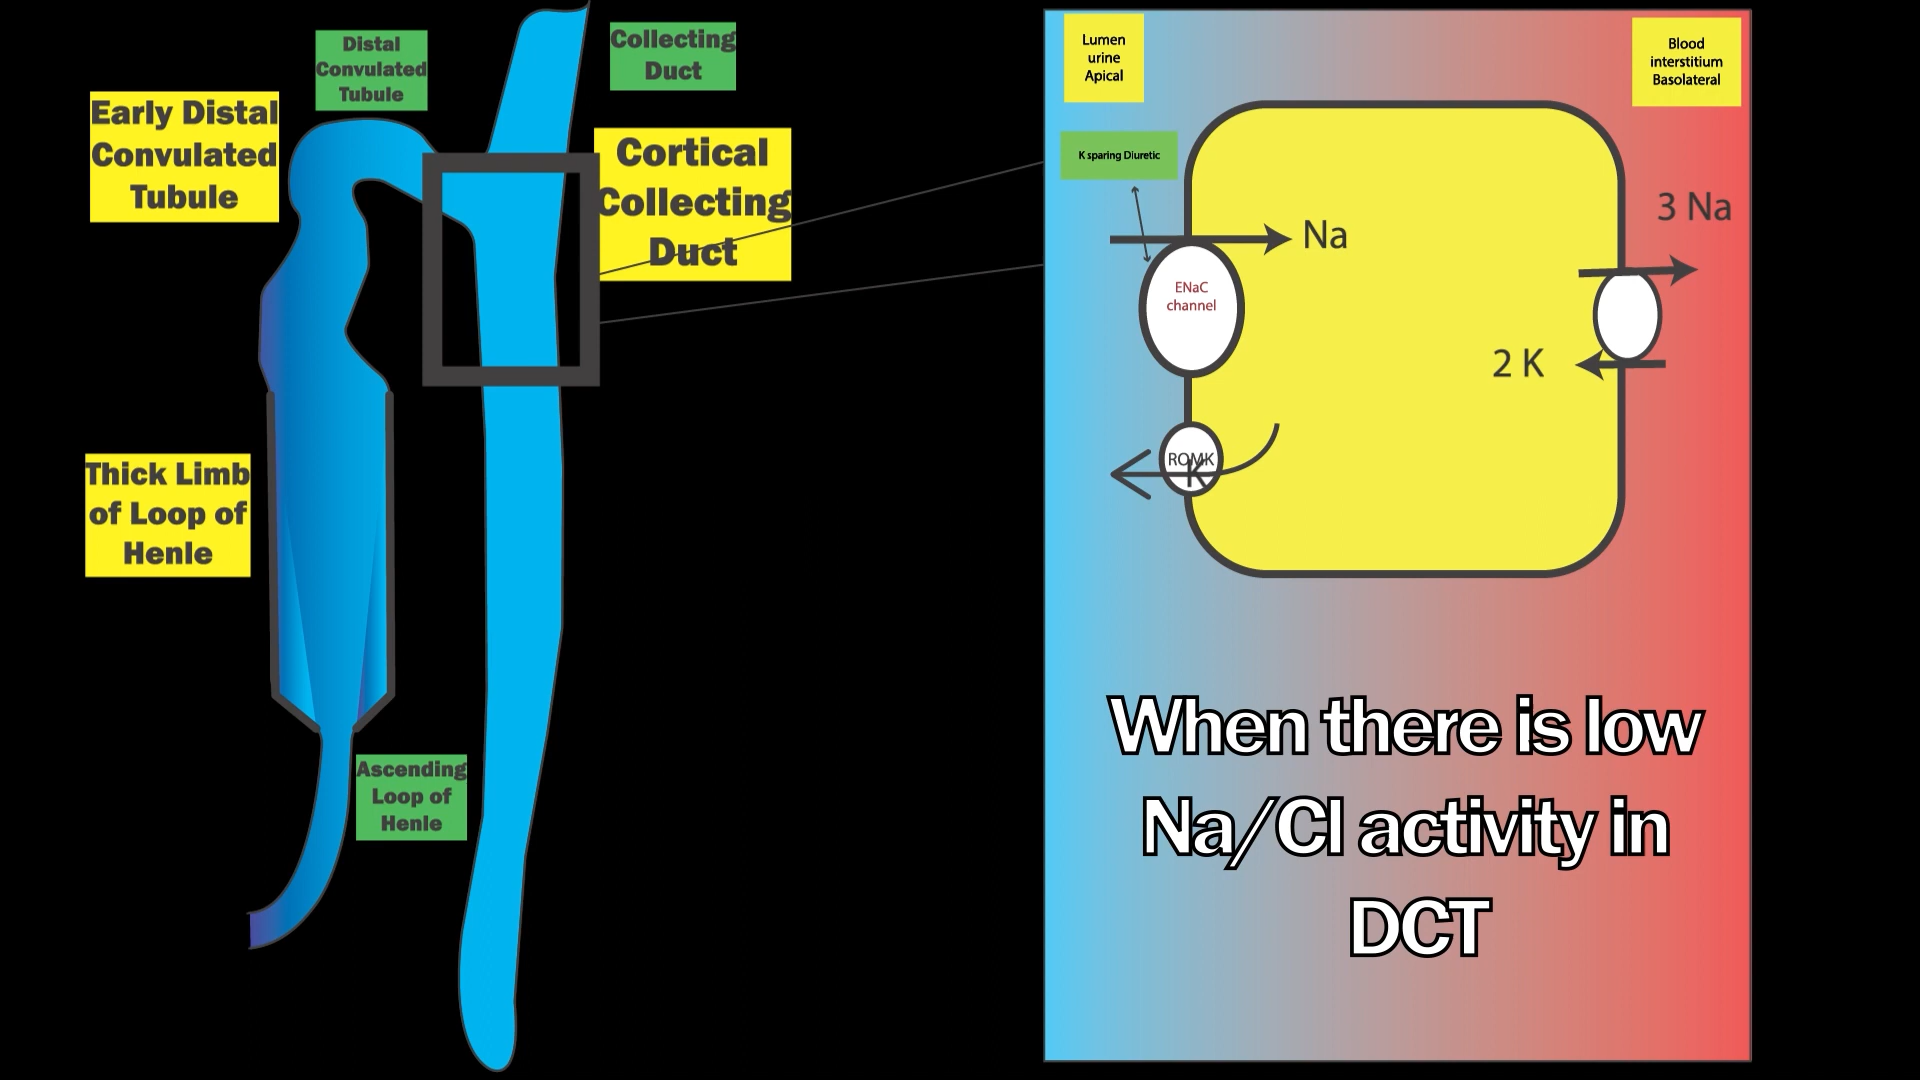 Distal
Convulated
Tubule
Collecting
Duct
Early Distal
Convulated
Tubule
Cortical
Collecting
Duct
Thick Limb
of Loop of
Henle
Ascending
Loop of
Henle
Lumen
urine
Apical
Blood
interstitium
Basolateral
K sparing Diuretic
Na
3 Na
ENaC
channel
2 K
ROMK
K
When there is low
Na/Cl activity in
DCT